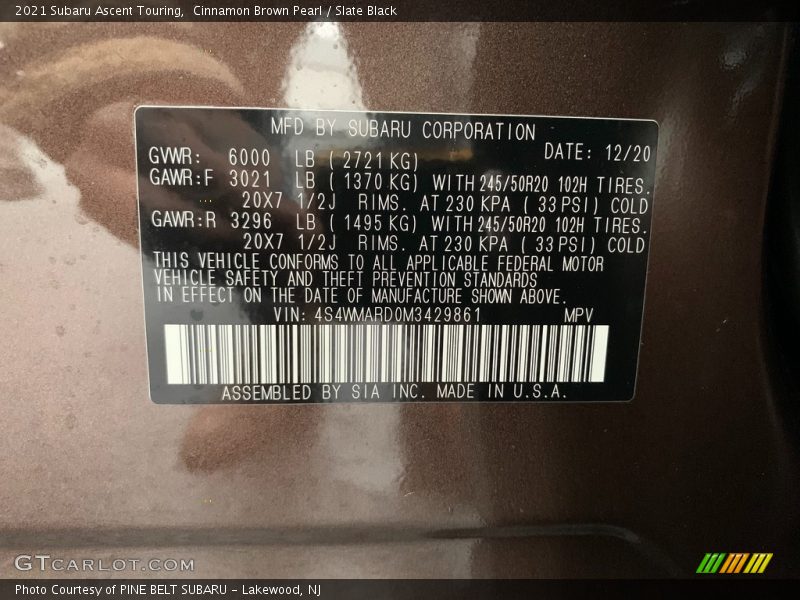 2021 Subaru Ascent Touring,  Cinnamon Brown Pearl / Slate Black
MFD BY SUBARU CORPORATION
DATE: 12/20
GVWR: 6000 LB ( 2721 KG)
GAWR:F 3021 LB ( 1370 KG) WITH 245/50R20 102H TIRES.
20X7 1/2J RIMS. AT 230 KPA ( 33 PSI) COLD
GAWR:R 3296 LB ( 1495 KG) WITH 245/50R20 102H TIRES.
20X7 1/2J RIMS. AT 230 KPA ( 33 PSI) COLD
THIS VEHICLE CONFORMS TO ALL APPLICABLE FEDERAL MOTOR
VEHICLE SAFETY AND THEFT PREVENTION STANDARDS
IN EFFECT ON THE DATE OF MANUFACTURE SHOWN ABOVE.
VIN: 4S4WMARD0M3429861 MPV
ASSEMBLED BY SIA INC. MADE IN U.S.A.
GTCARLOT.COM
Photo Courtesy of PINE BELT SUBARU - Lakewood, NJ